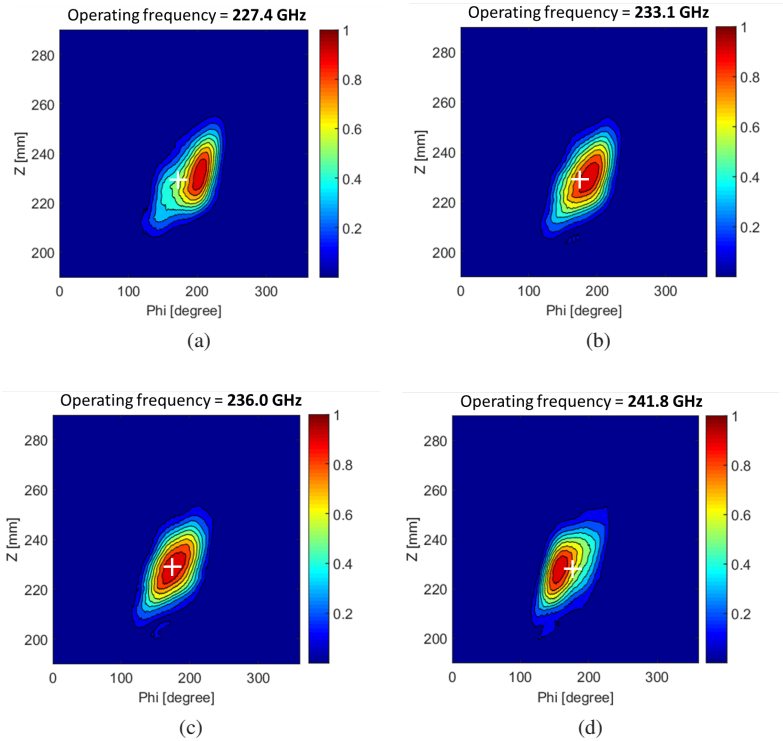 Operating frequency = 227.4 GHz
280
260
240
220
200
Z [mm]
0 100 200 300
Phi [degree]
1
0.8
0.6
0.4
0.2
(a)
Operating frequency = 233.1 GHz
280
260
240
220
200
Z [mm]
0 100 200 300
Phi [degree]
1
0.8
0.6
0.4
0.2
(b)
Operating frequency = 236.0 GHz
280
260
240
220
200
Z [mm]
0 100 200 300
Phi [degree]
1
0.8
0.6
0.4
0.2
(c)
Operating frequency = 241.8 GHz
280
260
240
220
200
Z [mm]
0 100 200 300
Phi [degree]
1
0.8
0.6
0.4
0.2
(d)